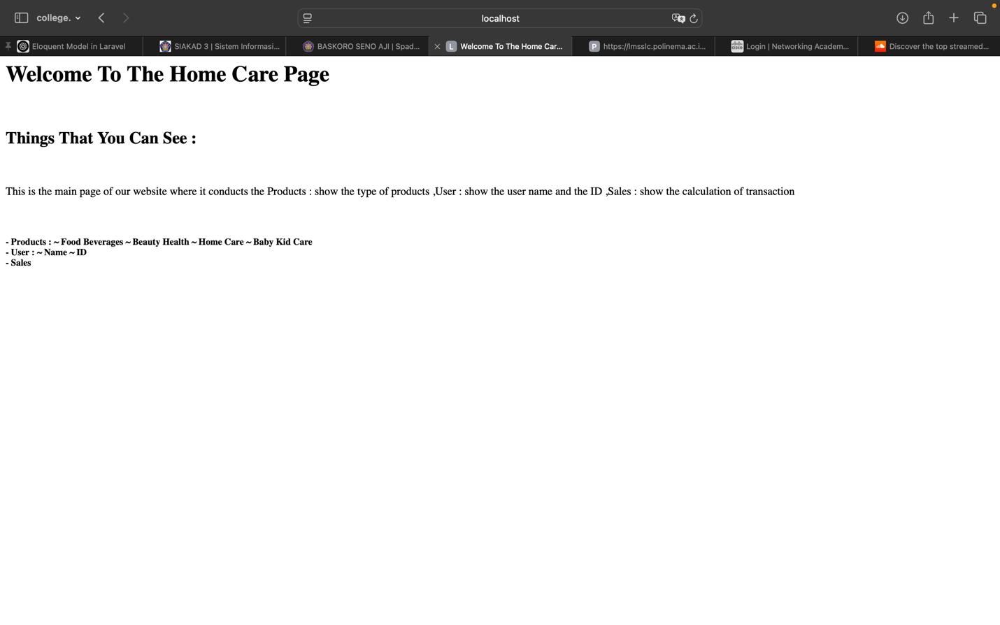 college.
localhost
Eloquent Model in Laravel
SIAKAD 3 | Sistem Informasi...
BASKORO SENO AJI | Spad...
L Welcome To The Home Car...
P https://lmsslc.polinema.ac.i...
Login | Networking Academ...
Discover the top streamed...
Welcome To The Home Care Page
Things That You Can See :
This is the main page of our website where it conducts the Products : show the type of products ,User : show the user name and the ID ,Sales : show the calculation of transaction
- Products : ~ Food Beverages ~ Beauty Health ~ Home Care ~ Baby Kid Care
- User : ~ Name ~ ID
- Sales